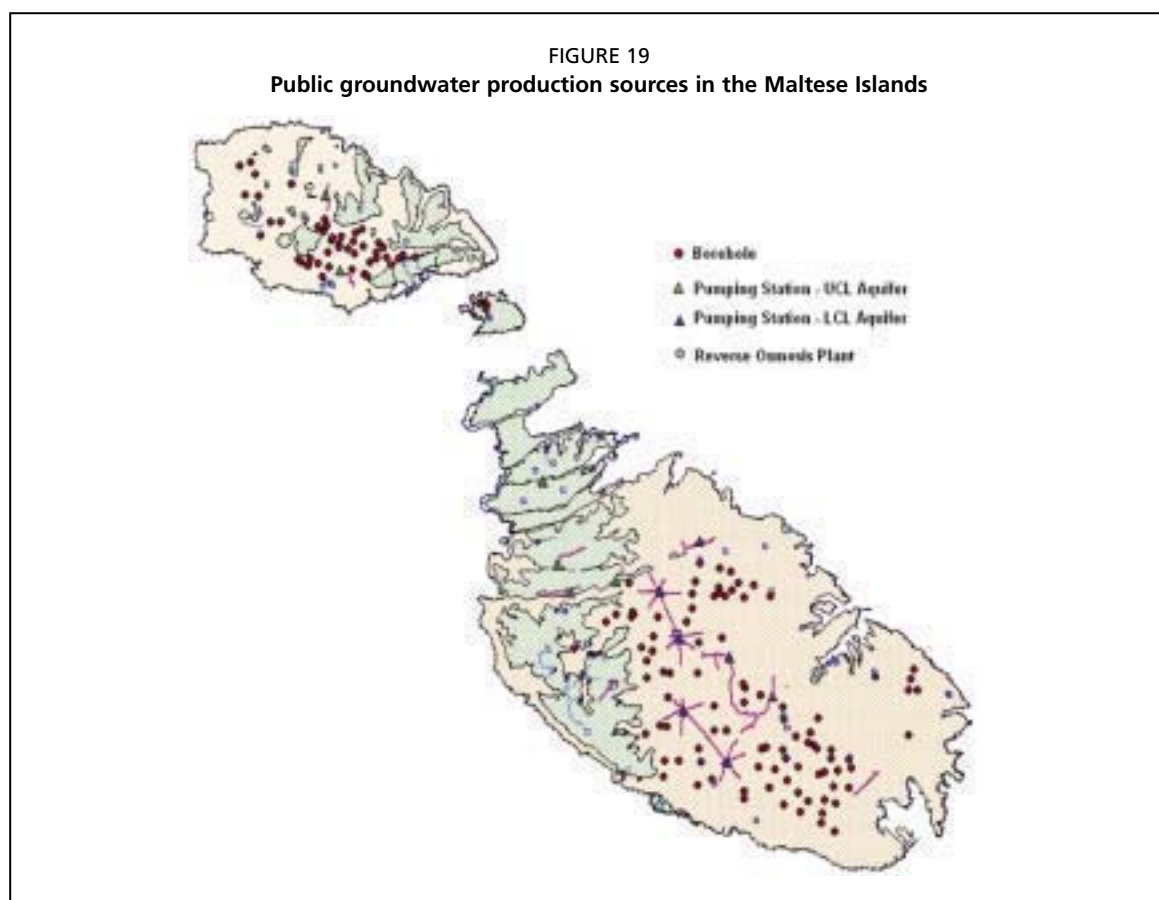 FIGURE 19
Public groundwater production sources in the Maltese Islands
Borehole
Pumping Station - UCL Aquifer
Pumping Station - LCL Aquifer
Reverse Osmosis Plant